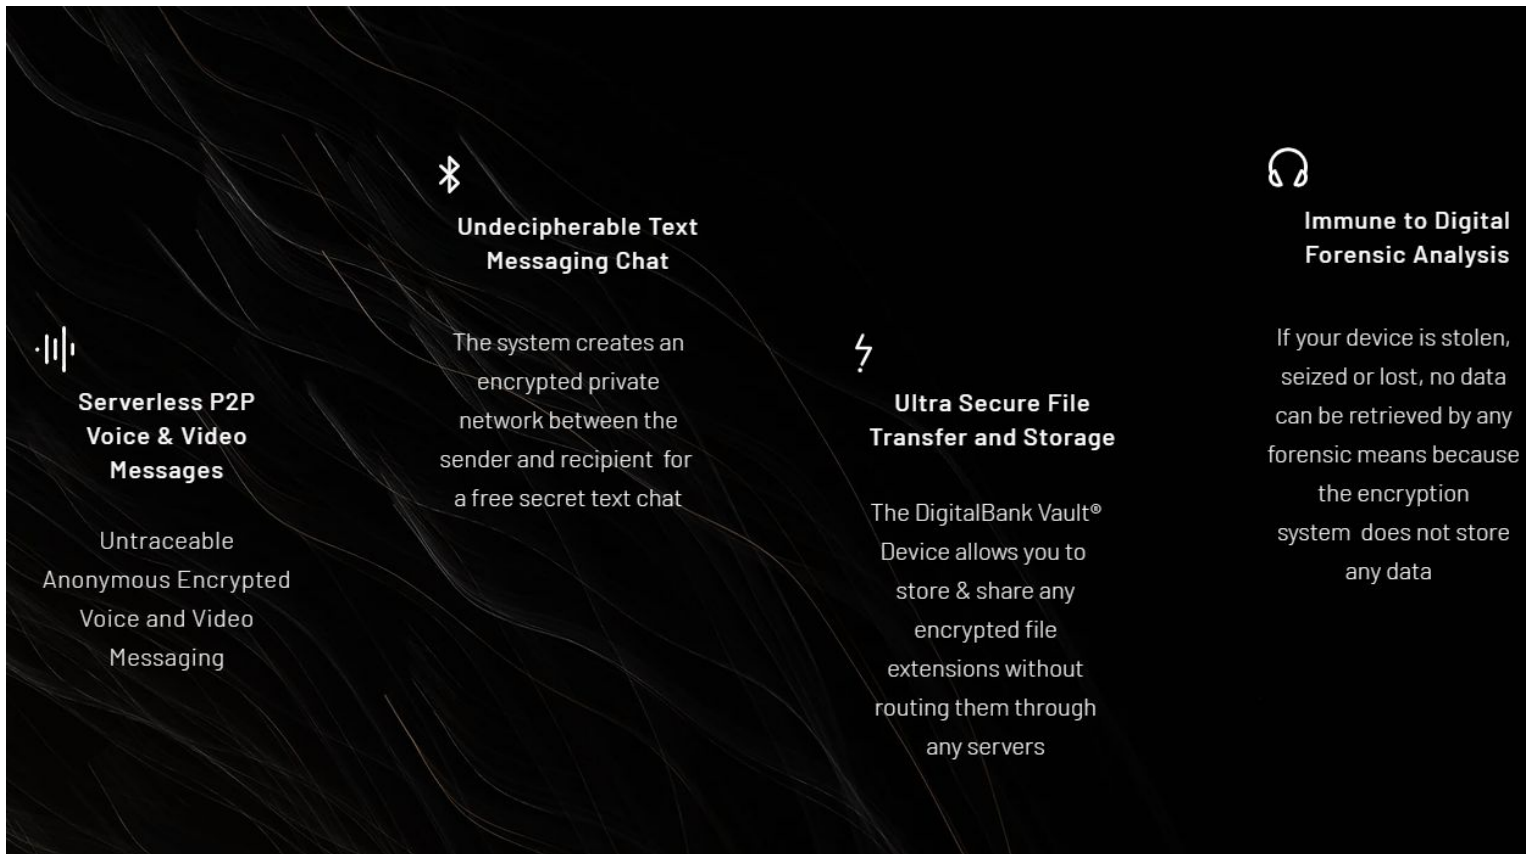 Serverless P2P
Voice & Video
Messages
Untraceable
Anonymous Encrypted
Voice and Video
Messaging
Undecipherable Text
Messaging Chat
The system creates an
encrypted private
network between the
sender and recipient  for
a free secret text chat
Ultra Secure File
Transfer and Storage
The DigitalBank Vault®
Device allows you to
store & share any
encrypted file
extensions without
routing them through
any servers
Immune to Digital
Forensic Analysis
If your device is stolen,
seized or lost, no data
can be retrieved by any
forensic means because
the encryption
system  does not store
any data